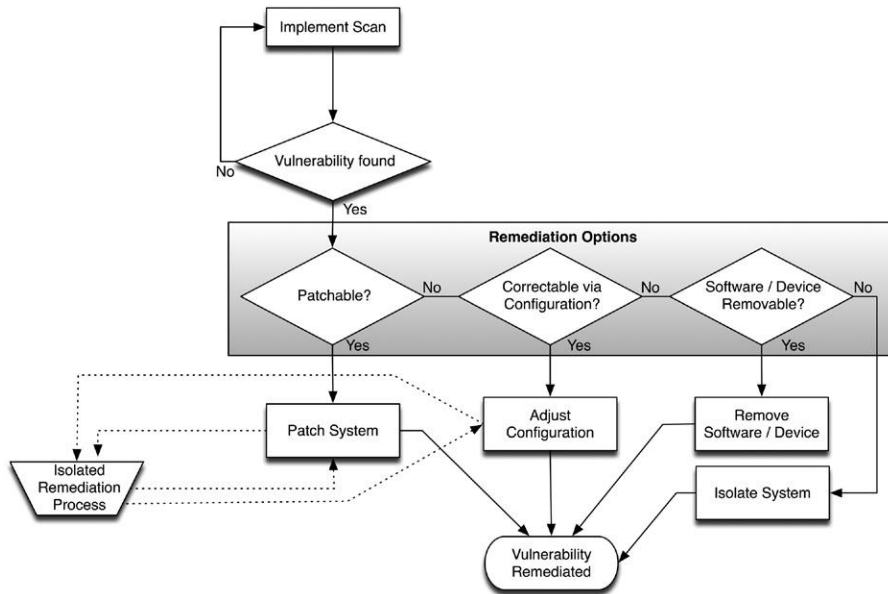 Implement Scan
Vulnerability found
No
Yes
Remediation Options
Patchable?
No
Correctable via
Configuration?
No
Software / Device
Removable?
No
Yes
Yes
Yes
Patch System
Adjust
Configuration
Remove
Software / Device
Isolated
Remediation
Process
Isolate System
Vulnerability
Remediated